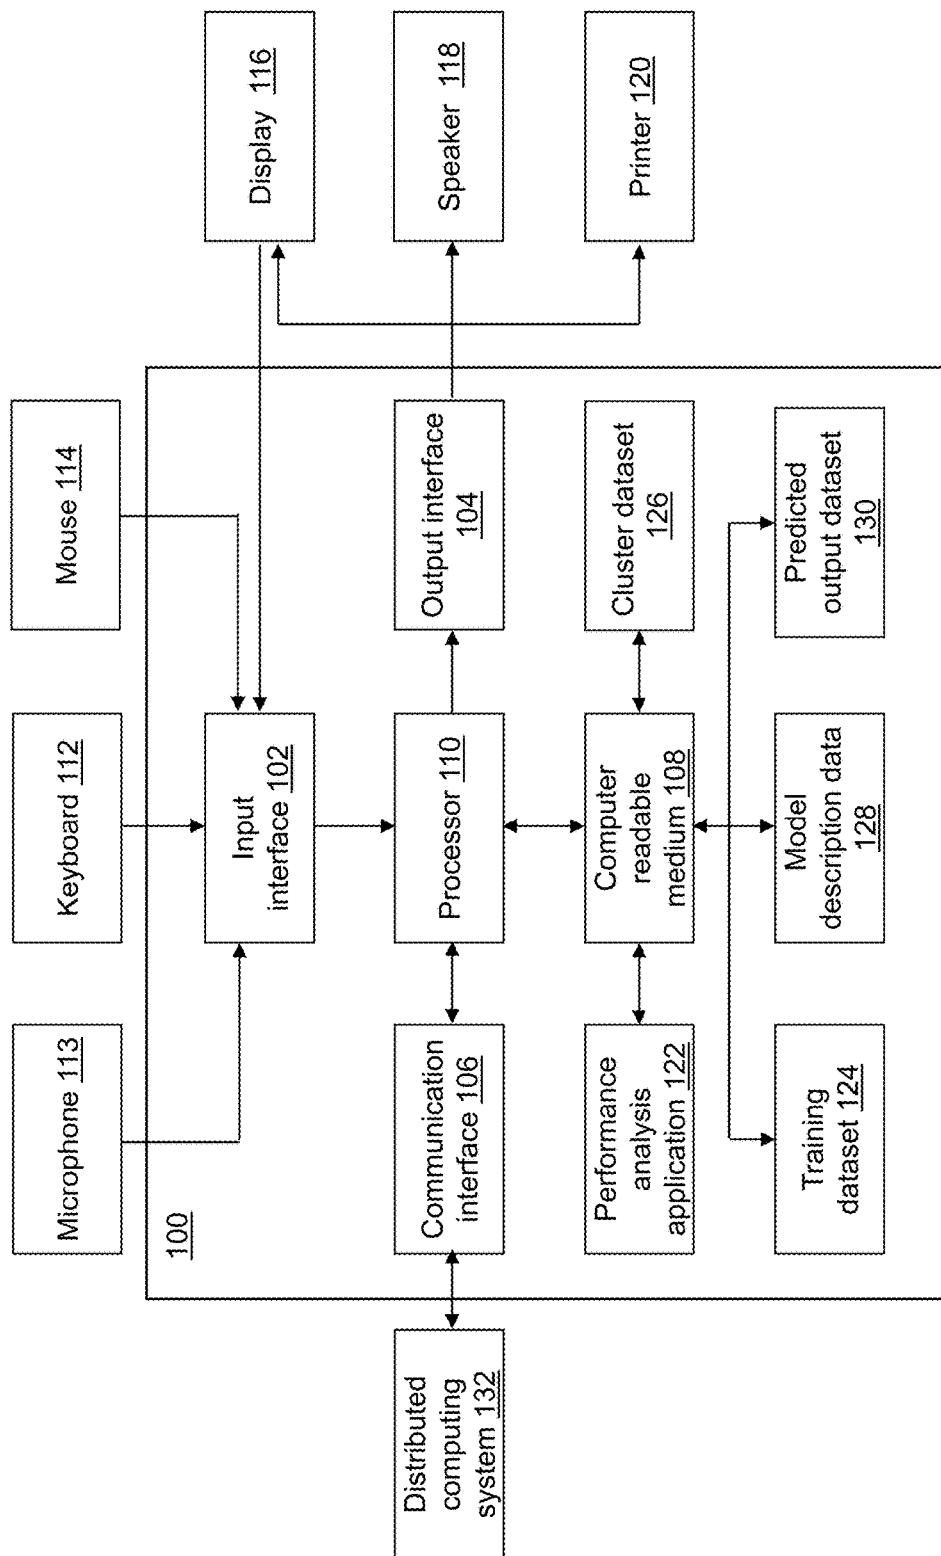 Microphone 113
Keyboard 112
Mouse 114
100
Input
interface 102
Display 116
Distributed
computing
system 132
Communication
interface 106
Processor 110
Output interface
104
Speaker 118
Performance
analysis
application 122
Computer
readable
medium 108
Cluster dataset
126
Printer 120
Training
dataset 124
Model
description data
128
Predicted
output dataset
130